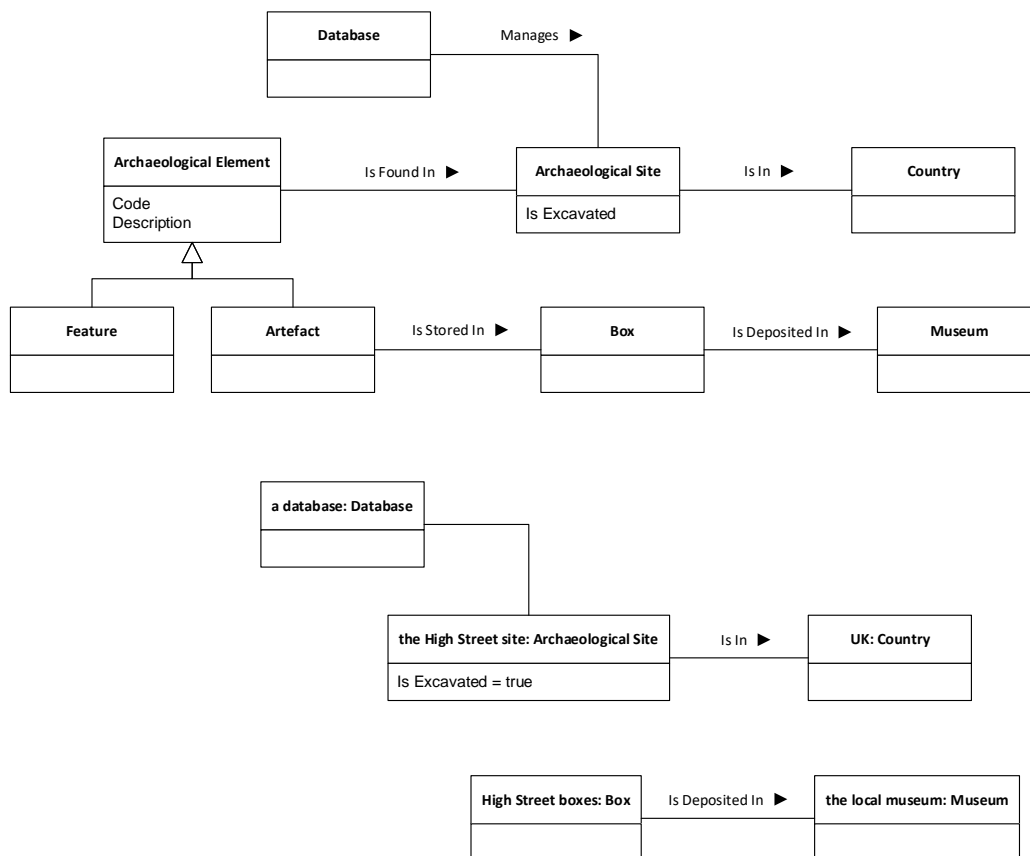 Database
Manages ►
Archaeological Element
Code
Description
Is Found In ►
Archaeological Site
Is Excavated
Is In ►
Country
Feature
Artefact
Is Stored In ►
Box
Is Deposited In ►
Museum
a database: Database
the High Street site: Archaeological Site
Is Excavated = true
Is In ►
UK: Country
High Street boxes: Box
Is Deposited In ►
the local museum: Museum